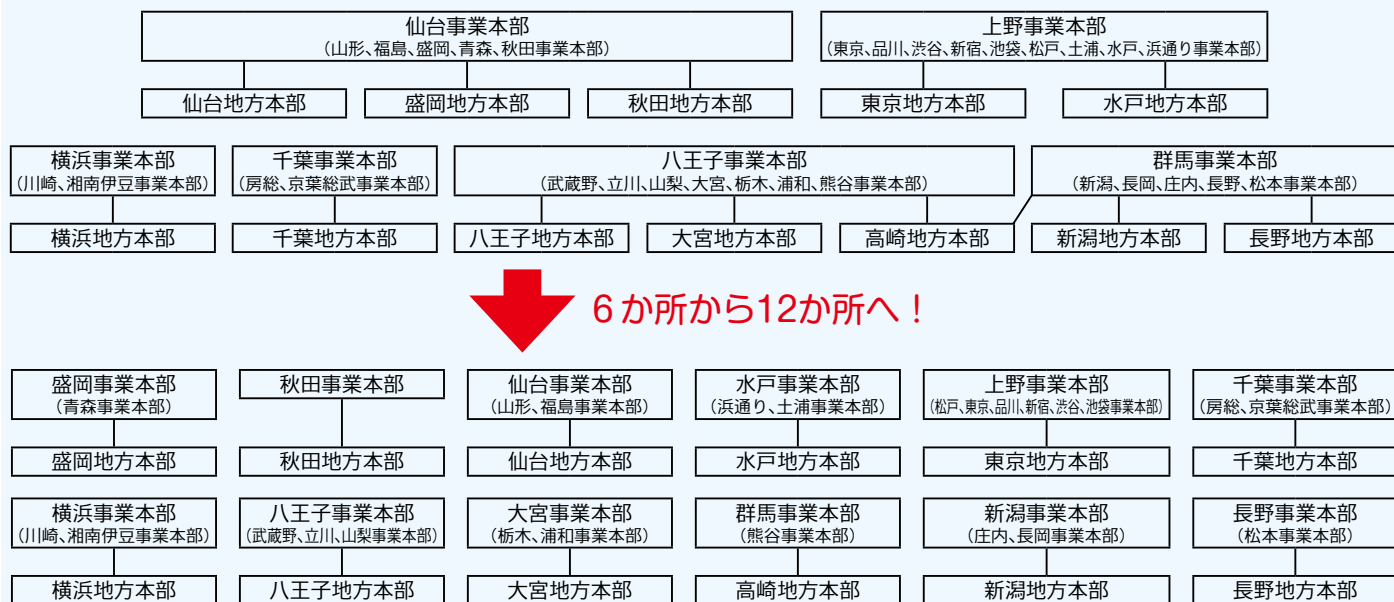 仙台事業本部
（山形、福島、盛岡、青森、秋田事業本部）
上野事業本部
（東京、品川、渋谷、新宿、池袋、松戸、土浦、水戸、浜通り事業本部）
仙台地方本部
盛岡地方本部
秋田地方本部
東京地方本部
水戸地方本部
横浜事業本部
（川崎、湘南伊豆事業本部）
千葉事業本部
（房総、京葉総武事業本部）
八王子事業本部
（武蔵野、立川、山梨、大宮、栃木、浦和、熊谷事業本部）
群馬事業本部
（新潟、長岡、庄内、長野、松本事業本部）
横浜地方本部
千葉地方本部
八王子地方本部
大宮地方本部
高崎地方本部
新潟地方本部
長野地方本部
６か所から12か所へ！
盛岡事業本部
（青森事業本部）
秋田事業本部
仙台事業本部
（山形、福島事業本部）
水戸事業本部
（浜通り、土浦事業本部）
上野事業本部
（松戸、東京、品川、新宿、渋谷、池袋事業本部）
千葉事業本部
（房総、京葉総武事業本部）
盛岡地方本部
秋田地方本部
仙台地方本部
水戸地方本部
東京地方本部
千葉地方本部
横浜事業本部
（川崎、湘南伊豆事業本部）
八王子事業本部
（武蔵野、立川、山梨事業本部）
大宮事業本部
（栃木、浦和事業本部）
群馬事業本部
（熊谷事業本部）
新潟事業本部
（庄内、長岡事業本部）
長野事業本部
（松本事業本部）
横浜地方本部
八王子地方本部
大宮地方本部
高崎地方本部
新潟地方本部
長野地方本部